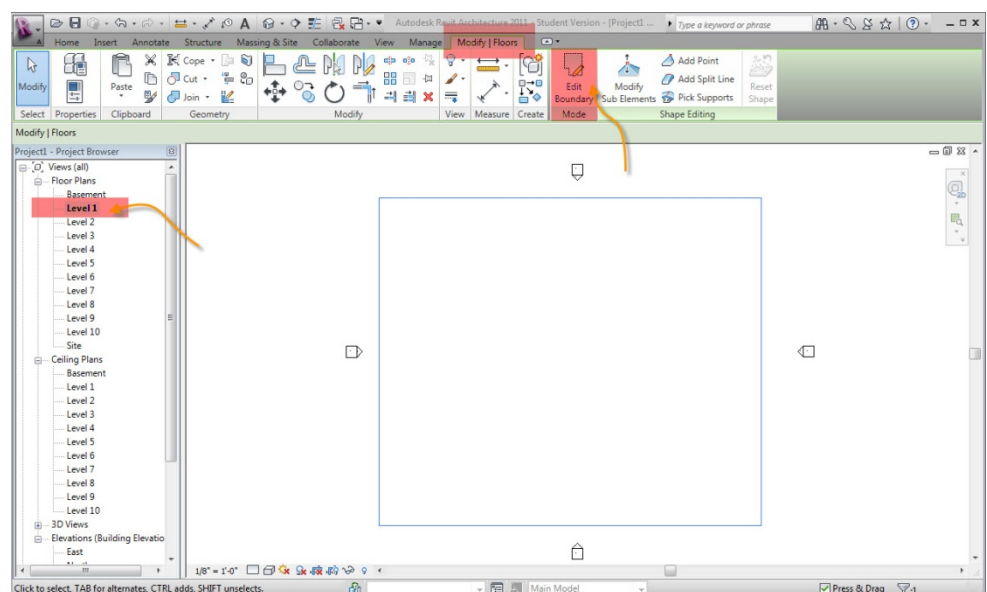 Autodesk Revit Architecture 2011 - Student Version - [Project1 ...
Type a keyword or phrase
Home Insert Annotate Structure Massing & Site Collaborate View Manage Modify | Floors
Modify
Paste
Cope
Cut
Join
Edit Boundary
Modify Sub Elements
Add Point
Add Split Line
Pick Supports
Reset Shape
Select Properties Clipboard Geometry Modify View Measure Create Mode Shape Editing
Modify | Floors
Project1 - Project Browser
Views (all)
Floor Plans
Basement
Level 1
Level 2
Level 3
Level 4
Level 5
Level 6
Level 7
Level 8
Level 9
Level 10
Site
Ceiling Plans
Basement
Level 1
Level 2
Level 3
Level 4
Level 5
Level 6
Level 7
Level 8
Level 9
Level 10
3D Views
Elevations (Building Elevatio
East
2D
1/8" = 1'-0"
Click to select, TAB for alternates, CTRL adds, SHIFT unselects.
Main Model
Press & Drag